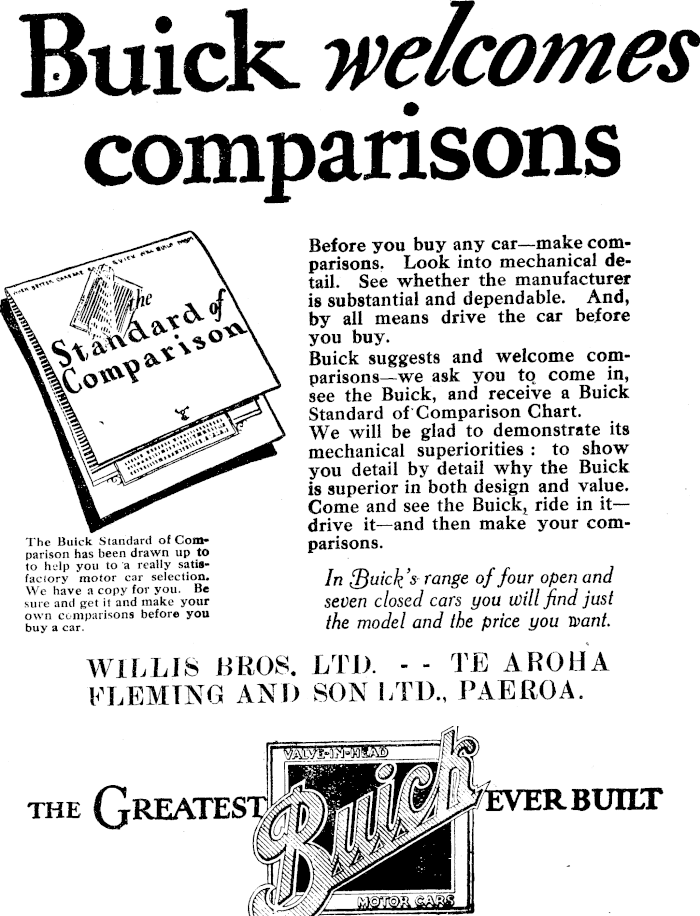 Buick welcomes
comparisons
the
Standard of
Comparison
The Buick Standard of Com-
parison has been drawn up to
to help you to a really satis-
factory motor car selection.
We have a copy for you. Be
sure and get it and make your
own comparisons before you
buy a car.
Before you buy any car—make com-
parisons. Look into mechanical de-
tail. See whether the manufacturer
is substantial and dependable. And,
by all means drive the car before
you buy.
Buick suggests and welcome com-
parisons—we ask you to come in,
see the Buick, and receive a Buick
Standard of Comparison Chart.
We will be glad to demonstrate its
mechanical superiorities : to show
you detail by detail why the Buick
is superior in both design and value.
Come and see the Buick, ride in it—
drive it—and then make your com-
parisons.
In Buick's range of four open and
seven closed cars you will find just
the model and the price you want.
WILLIS BROS. LTD. - - TE AROHA
FLEMING AND SON LTD., PAEROA.
VALVE-IN-HEAD
THE GREATEST Buick EVER BUILT
MOTOR CARS